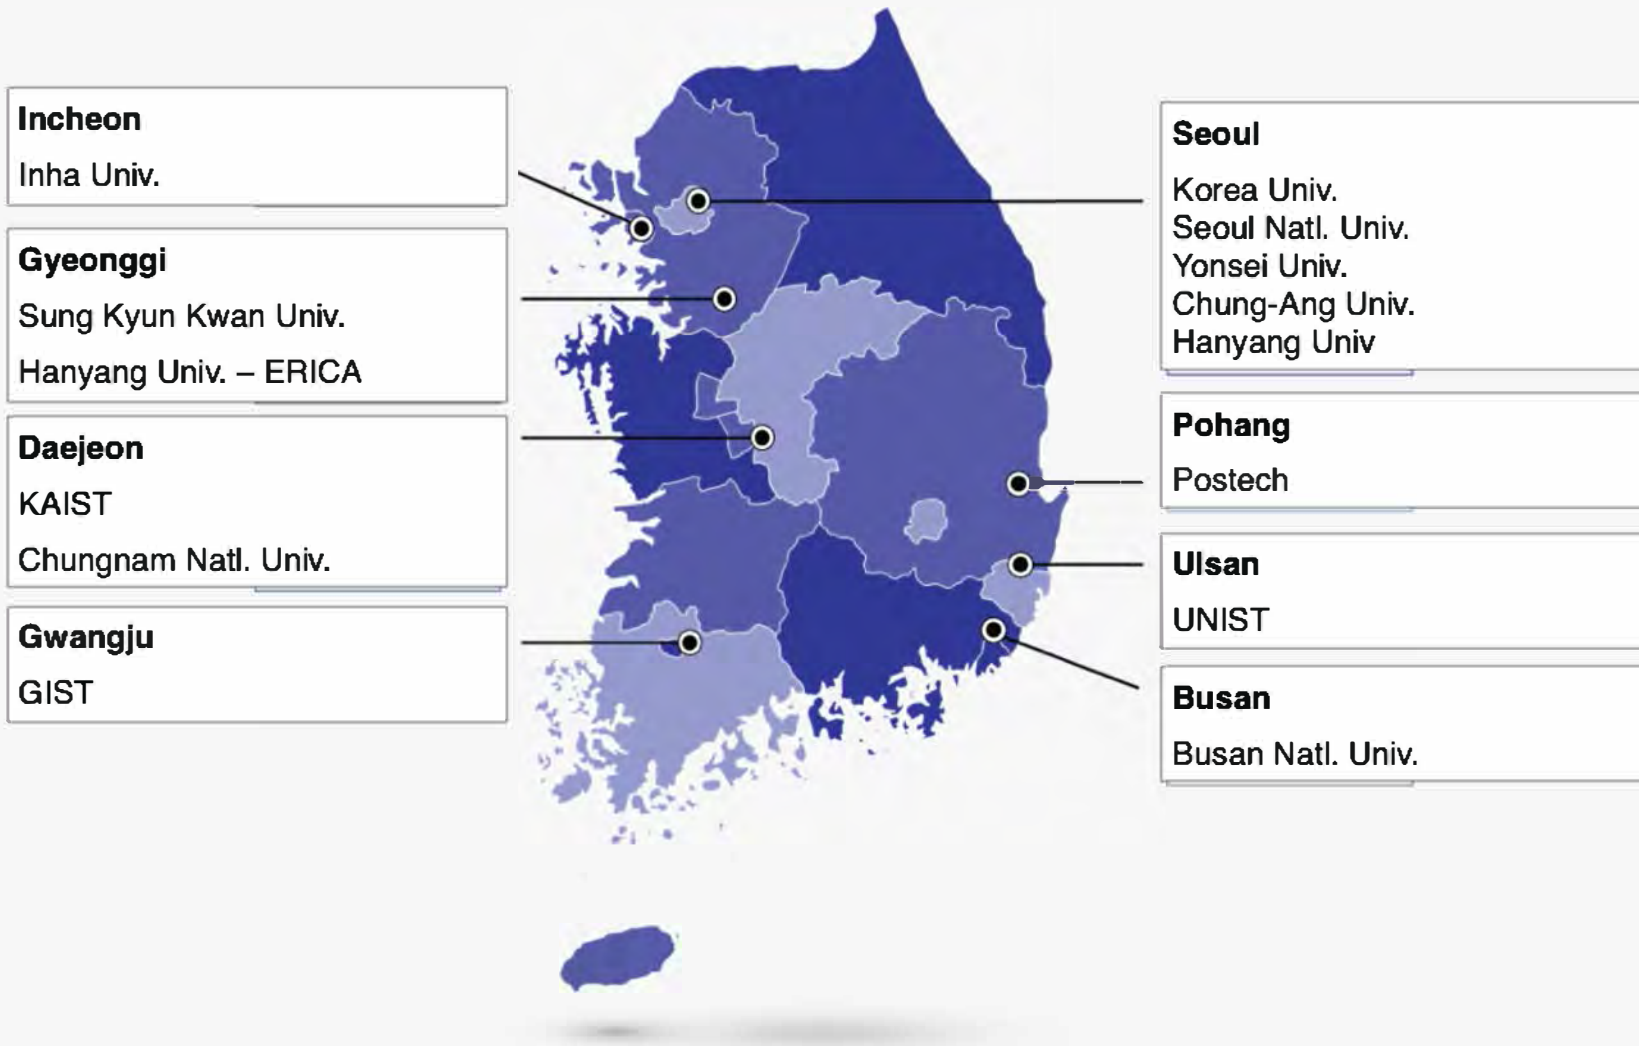 Incheon
Inha Univ.
Gyeonggi
Sung Kyun Kwan Univ.
Hanyang Univ. – ERICA
Daejeon
KAIST
Chungnam Natl. Univ.
Gwangju
GIST
Seoul
Korea Univ.
Seoul Natl. Univ.
Yonsei Univ.
Chung-Ang Univ.
Hanyang Univ
Pohang
Postech
Ulsan
UNIST
Busan
Busan Natl. Univ.